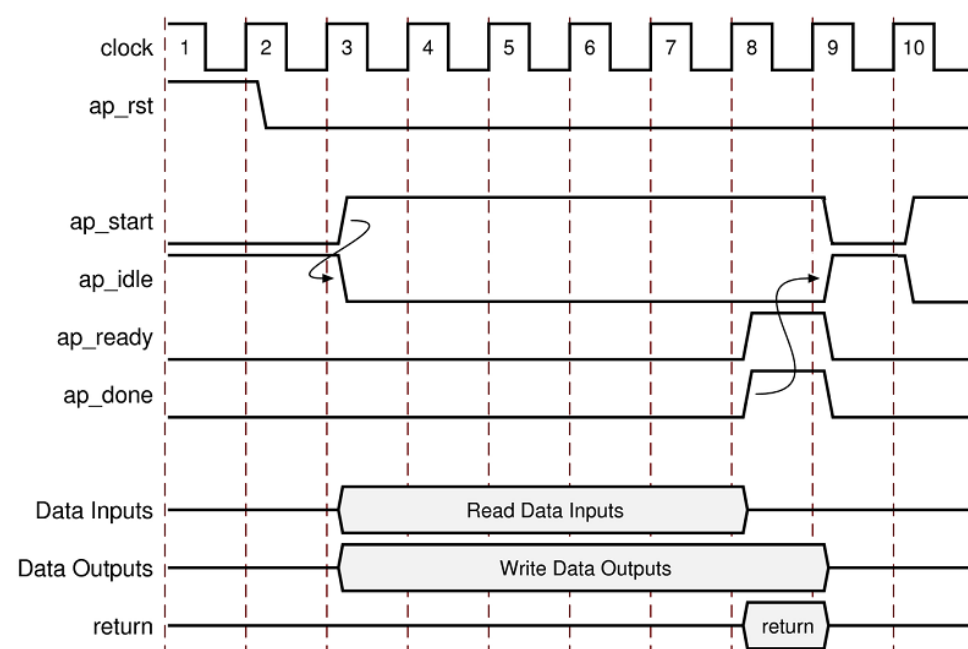 clock 1 2 3 4 5 6 7 8 9 10
ap_rst
ap_start
ap_idle
ap_ready
ap_done
Data Inputs Read Data Inputs
Data Outputs Write Data Outputs
return return